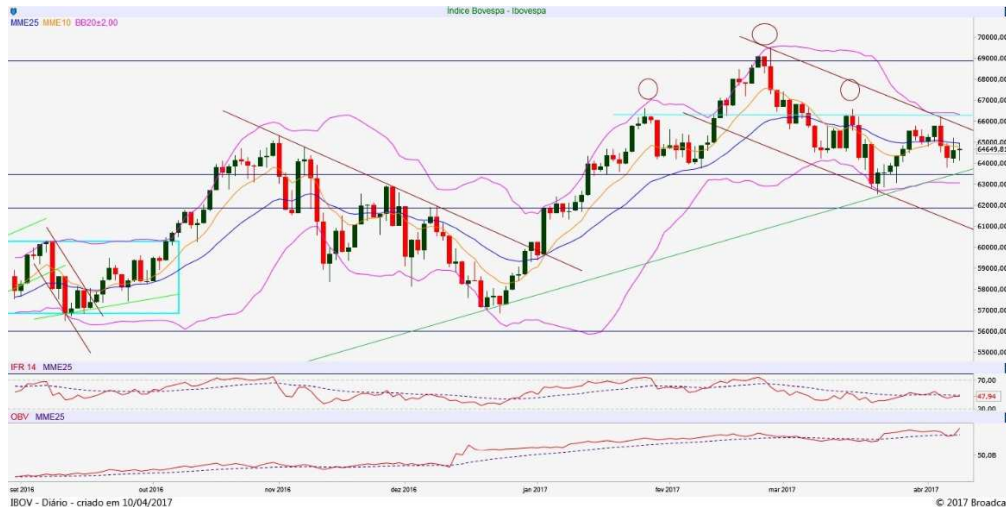 Índice Bovespa - Ibovespa
MME25 MME10 BB20±2.00
70000,00
69000,00
68000,00
67000,00
66000,00
65000,00
64649.81
64000,00
63000,00
62000,00
61000,00
60000,00
59000,00
58000,00
57000,00
56000,00
55000,00
IFR 14 MME25
70,00
47,94
30,00
OBV MME25
50,0B
set 2016 out 2016 nov 2016 dez 2016 jan 2017 fev 2017 mar 2017 abr 2017
IBOV - Diário - criado em 10/04/2017 © 2017 Broadca